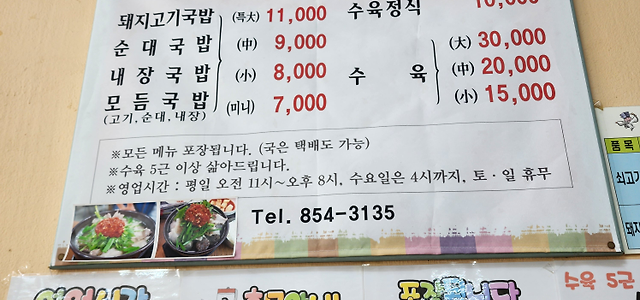 돼지고기국밥 (특大) 11,000 수육정식
순대국밥 (中) 9,000 (大) 30,000
내장국밥 (小) 8,000 수육 (中) 20,000
모듬국밥 (미니) 7,000 (小) 15,000
(고기,순대,내장)
※모든 메뉴 포장됩니다. (국은 택배도 가능)
※수육 5근 이상 삶아드립니다.
※영업시간 : 평일 오전 11시~오후 8시, 수요일은 4시까지, 토·일 휴무
Tel. 854-3135
품목
쇠고기
돼지
수육 5근